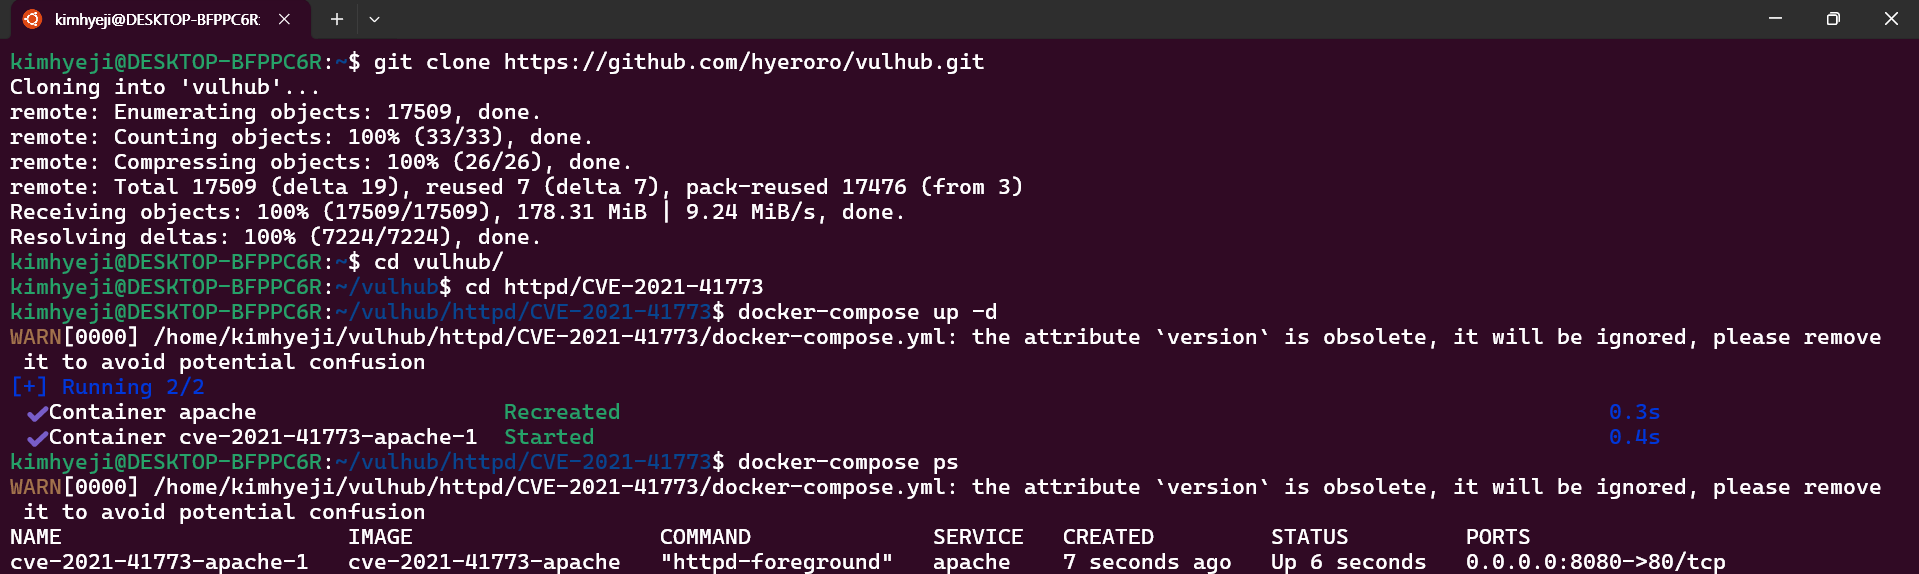 kimhyeji@DESKTOP-BFPPC6R:
kimhyeji@DESKTOP-BFPPC6R:~$ git clone https://github.com/hyeroro/vulhub.git
Cloning into 'vulhub'...
remote: Enumerating objects: 17509, done.
remote: Counting objects: 100% (33/33), done.
remote: Compressing objects: 100% (26/26), done.
remote: Total 17509 (delta 19), reused 7 (delta 7), pack-reused 17476 (from 3)
Receiving objects: 100% (17509/17509), 178.31 MiB | 9.24 MiB/s, done.
Resolving deltas: 100% (7224/7224), done.
kimhyeji@DESKTOP-BFPPC6R:~$ cd vulhub/
kimhyeji@DESKTOP-BFPPC6R:~/vulhub$ cd httpd/CVE-2021-41773
kimhyeji@DESKTOP-BFPPC6R:~/vulhub/httpd/CVE-2021-41773$ docker-compose up -d
WARN[0000] /home/kimhyeji/vulhub/httpd/CVE-2021-41773/docker-compose.yml: the attribute `version` is obsolete, it will be ignored, please remove
it to avoid potential confusion
[+] Running 2/2
✔Container apache Recreated 0.3s
✔Container cve-2021-41773-apache-1 Started 0.4s
kimhyeji@DESKTOP-BFPPC6R:~/vulhub/httpd/CVE-2021-41773$ docker-compose ps
WARN[0000] /home/kimhyeji/vulhub/httpd/CVE-2021-41773/docker-compose.yml: the attribute `version` is obsolete, it will be ignored, please remove
it to avoid potential confusion
NAME IMAGE COMMAND SERVICE CREATED STATUS PORTS
cve-2021-41773-apache-1 cve-2021-41773-apache "httpd-foreground" apache 7 seconds ago Up 6 seconds 0.0.0.0:8080->80/tcp